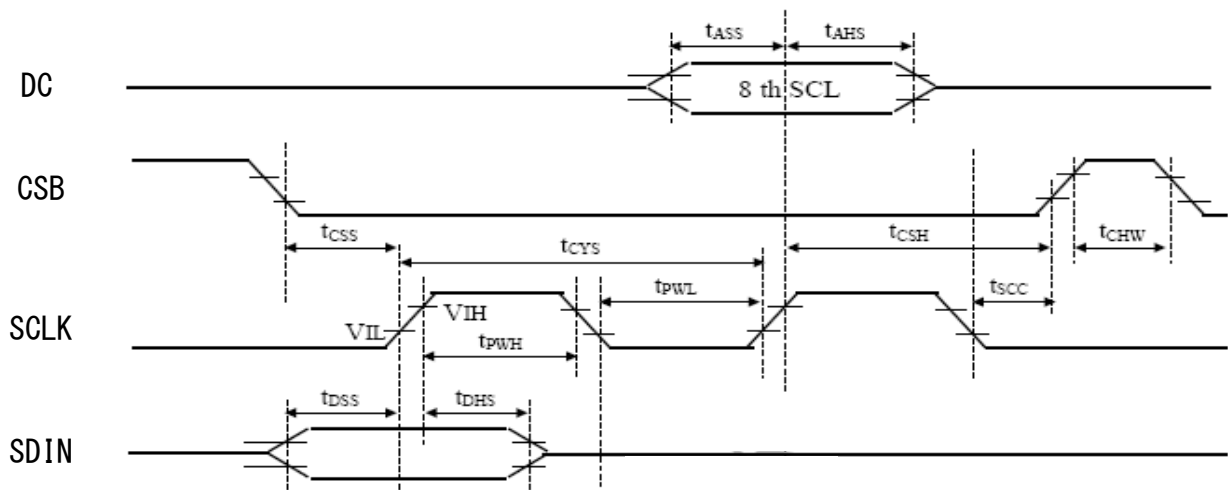 tASS tAHS
DC
8 th SCL
CSB
tCSS tCYS tCSH tCHW
tPWL tSCC
SCLK
VIL VIH
tPWH
tDSS tDHS
SDIN